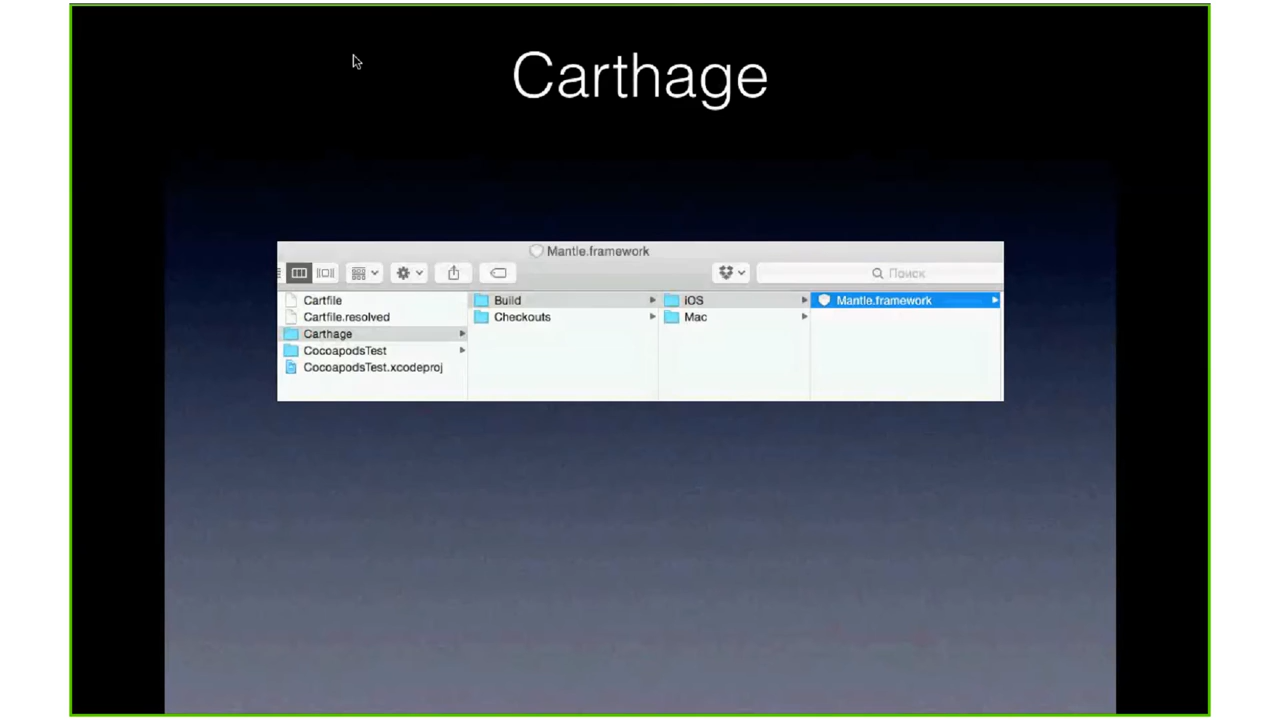 Carthage
Mantle.framework
Поиск
Cartfile
Cartfile.resolved
Carthage
CocoapodsTest
CocoapodsTest.xcodeproj
Build
Checkouts
iOS
Mac
Mantle.framework